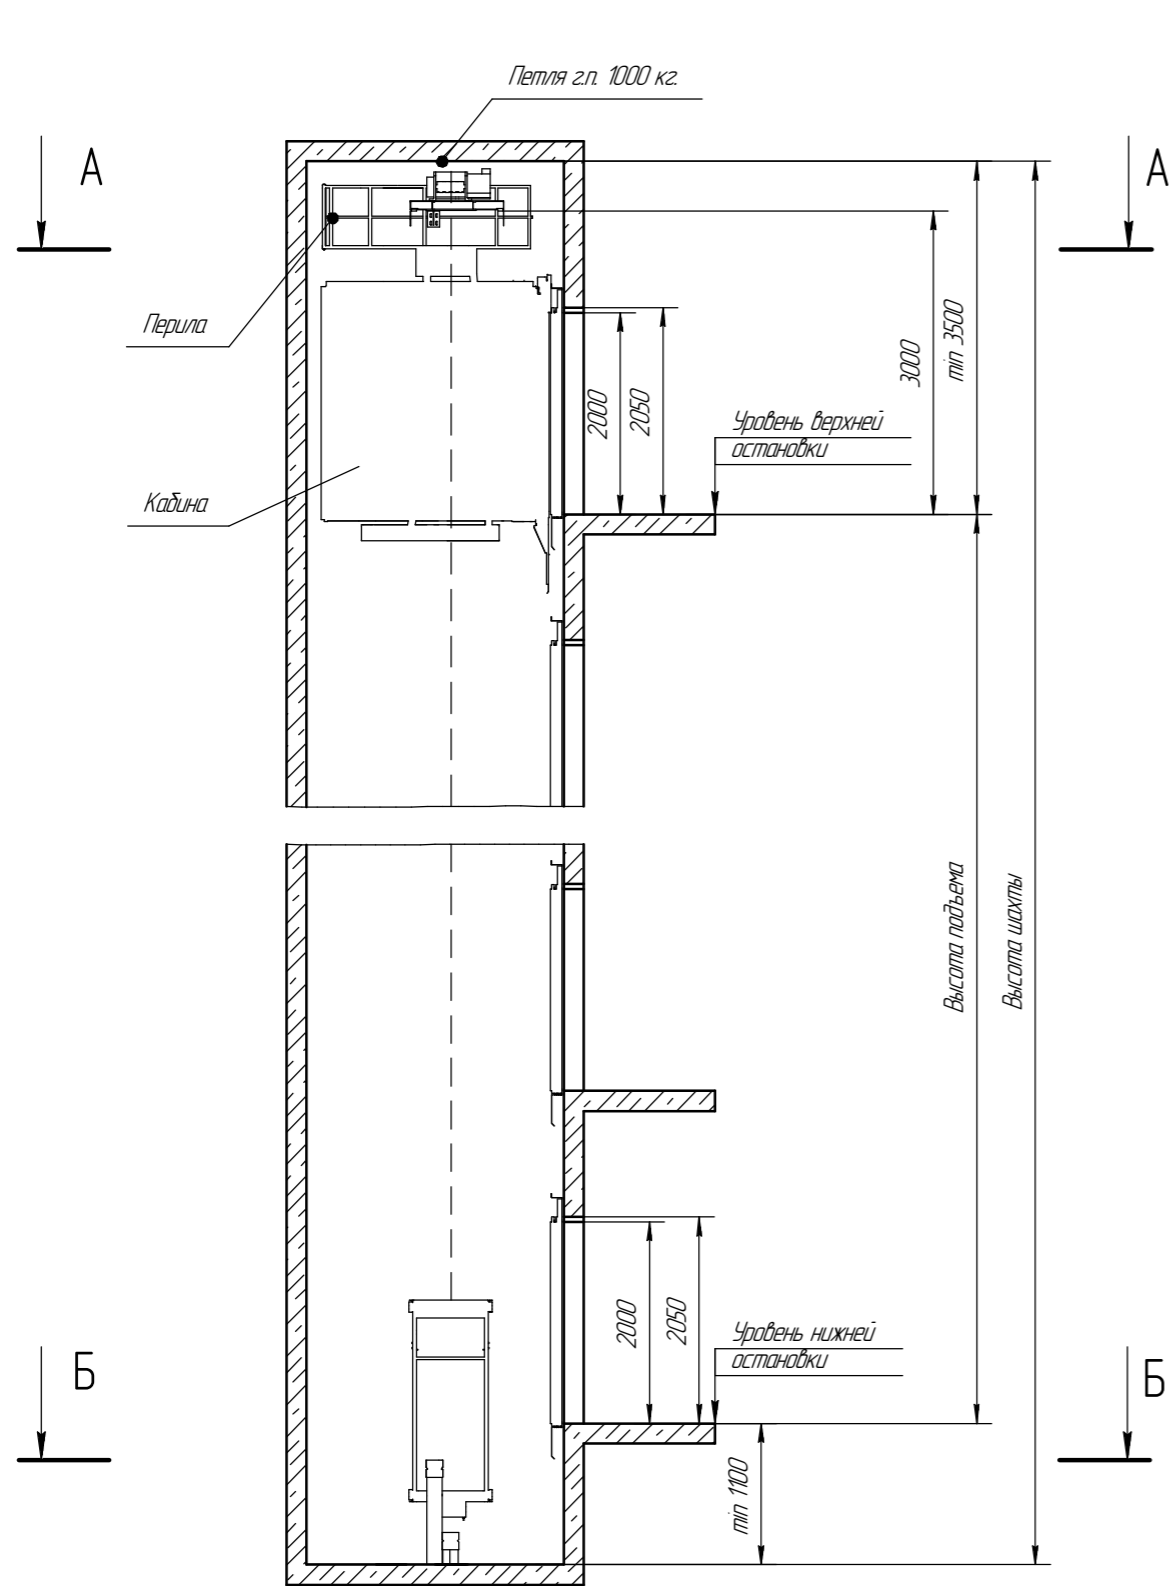 Петля г.п. 1000 кг.
А
А
Перила
3000
min 3500
2000
2050
Уровень верхней
остановки
Кабина
Высота подъема
Высота шахты
2000
2050
Уровень нижней
остановки
Б
Б
min 1100